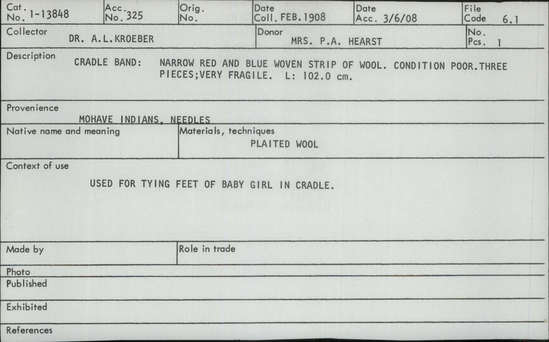 Cat. No. 1-13848 Acc. No. 325 Orig. No. Date Coll. FEB. 1908 Date Acc. 3/6/08 File Code 6.1
Collector DR. A.L.KROEBER Donor MRS. P.A. HEARST No. Pcs. 1
Description CRADLE BAND: NARROW RED AND BLUE WOVEN STRIP OF WOOL. CONDITION POOR.THREE
PIECES;VERY FRAGILE. L: 102.0 cm.
Provenience
MOHAVE INDIANS, NEEDLES
Native name and meaning Materials, techniques
PLAITED WOOL
Context of use
USED FOR TYING FEET OF BABY GIRL IN CRADLE.
Made by Role in trade
Photo
Published
Exhibited
References